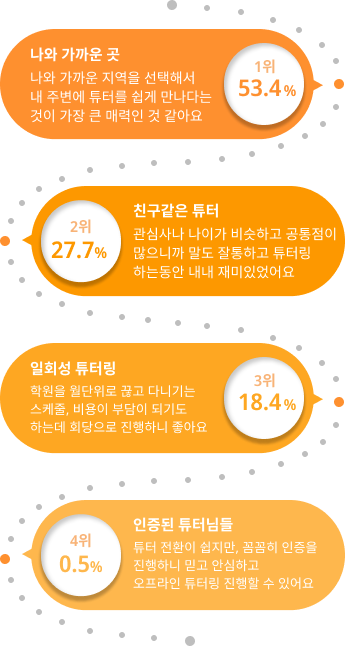 나와 가까운 곳
나와 가까운 지역을 선택해서
내 주변에 튜터를 쉽게 만나다는
것이 가장 큰 매력인 것 같아요
1위
53.4%
2위
27.7%
친구같은 튜터
관심사나 나이가 비슷하고 공통점이
많으니까 말도 잘통하고 튜터링
하는동안 내내 재미있었어요
일회성 튜터링
학원을 월단위로 끊고 다니기는
스케줄, 비용이 부담이 되기도
하는데 회당으로 진행하니 좋아요
3위
18.4%
4위
0.5%
인증된 튜터님들
튜터 전환이 쉽지만, 꼼꼼히 인증을
진행하니 믿고 안심하고
오프라인 튜터링 진행할 수 있어요